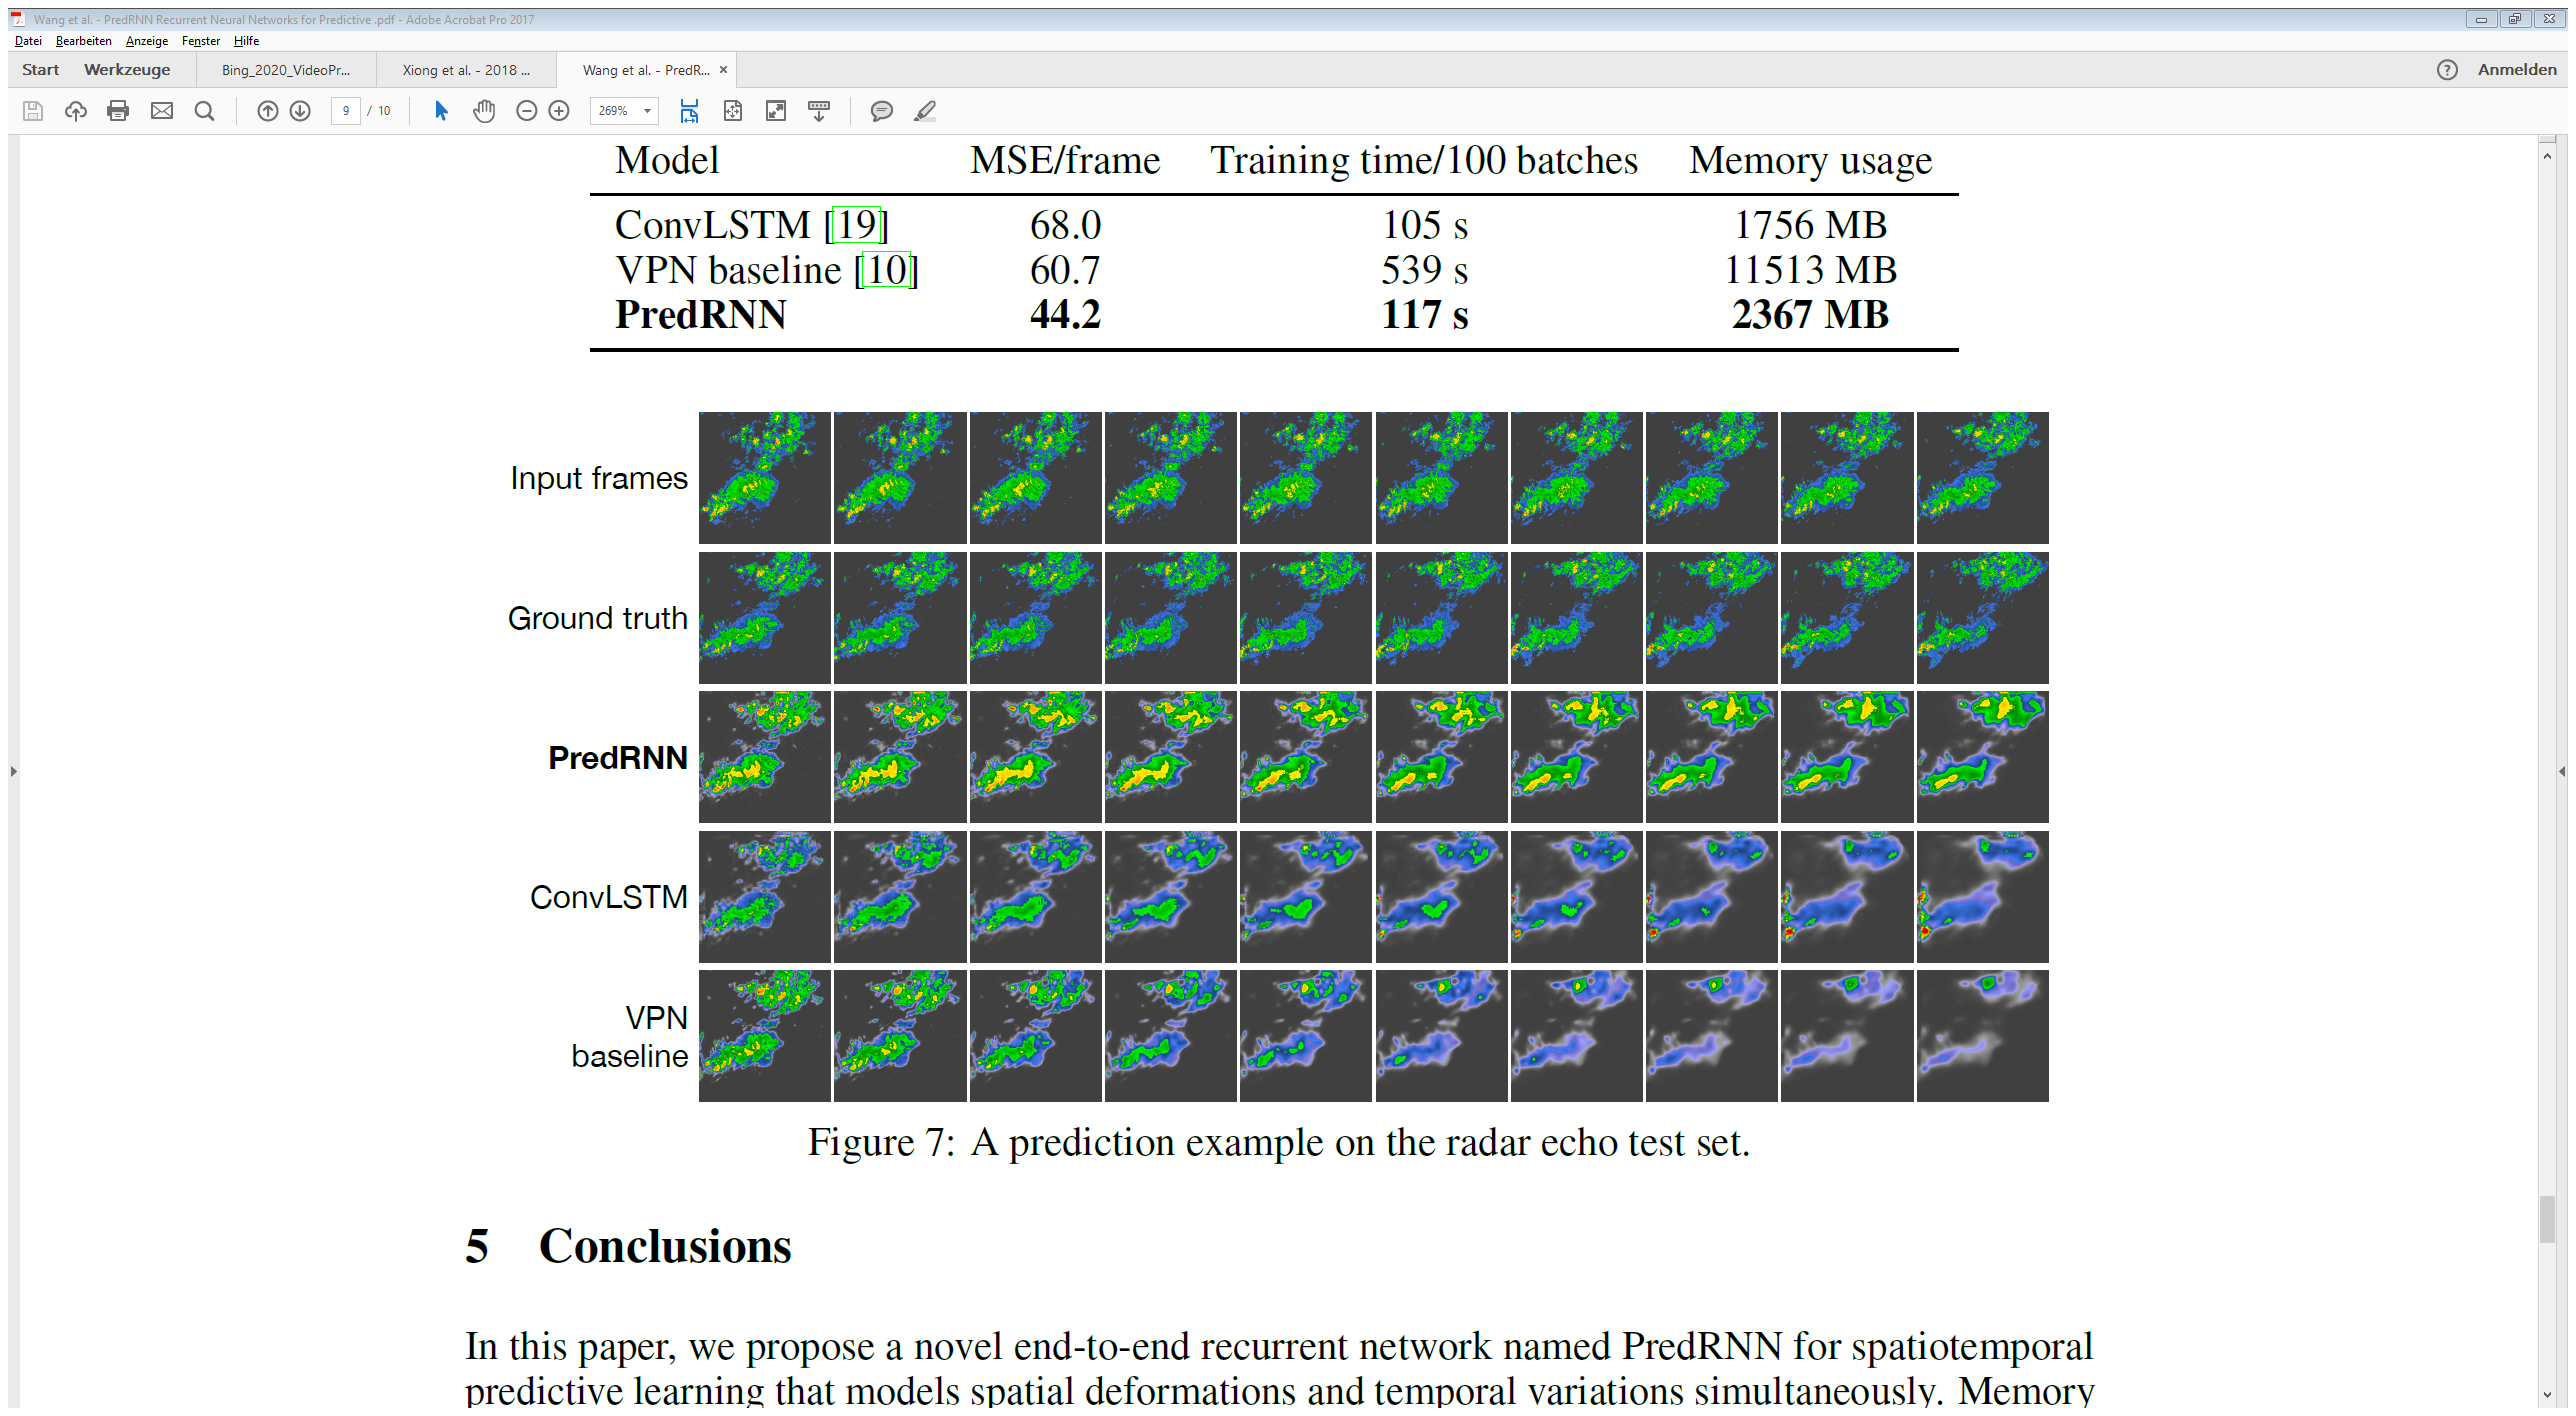 Wang et al. - PredRNN Recurrent Neural Networks for Predictive .pdf - Adobe Acrobat Pro 2017
Datei Bearbeiten Anzeige Fenster Hilfe
Start Werkzeuge Bing_2020_VideoPr... Xiong et al. - 2018 ... Wang et al. - PredR... × ? Anmelden
9 / 10 269%
Model MSE/frame Training time/100 batches Memory usage
ConvLSTM [19] 68.0 105 s 1756 MB
VPN baseline [10] 60.7 539 s 11513 MB
PredRNN 44.2 117 s 2367 MB
Input frames
Ground truth
PredRNN
ConvLSTM
VPN
baseline
Figure 7: A prediction example on the radar echo test set.
5 Conclusions
In this paper, we propose a novel end-to-end recurrent network named PredRNN for spatiotemporal
predictive learning that models spatial deformations and temporal variations simultaneously. Memory